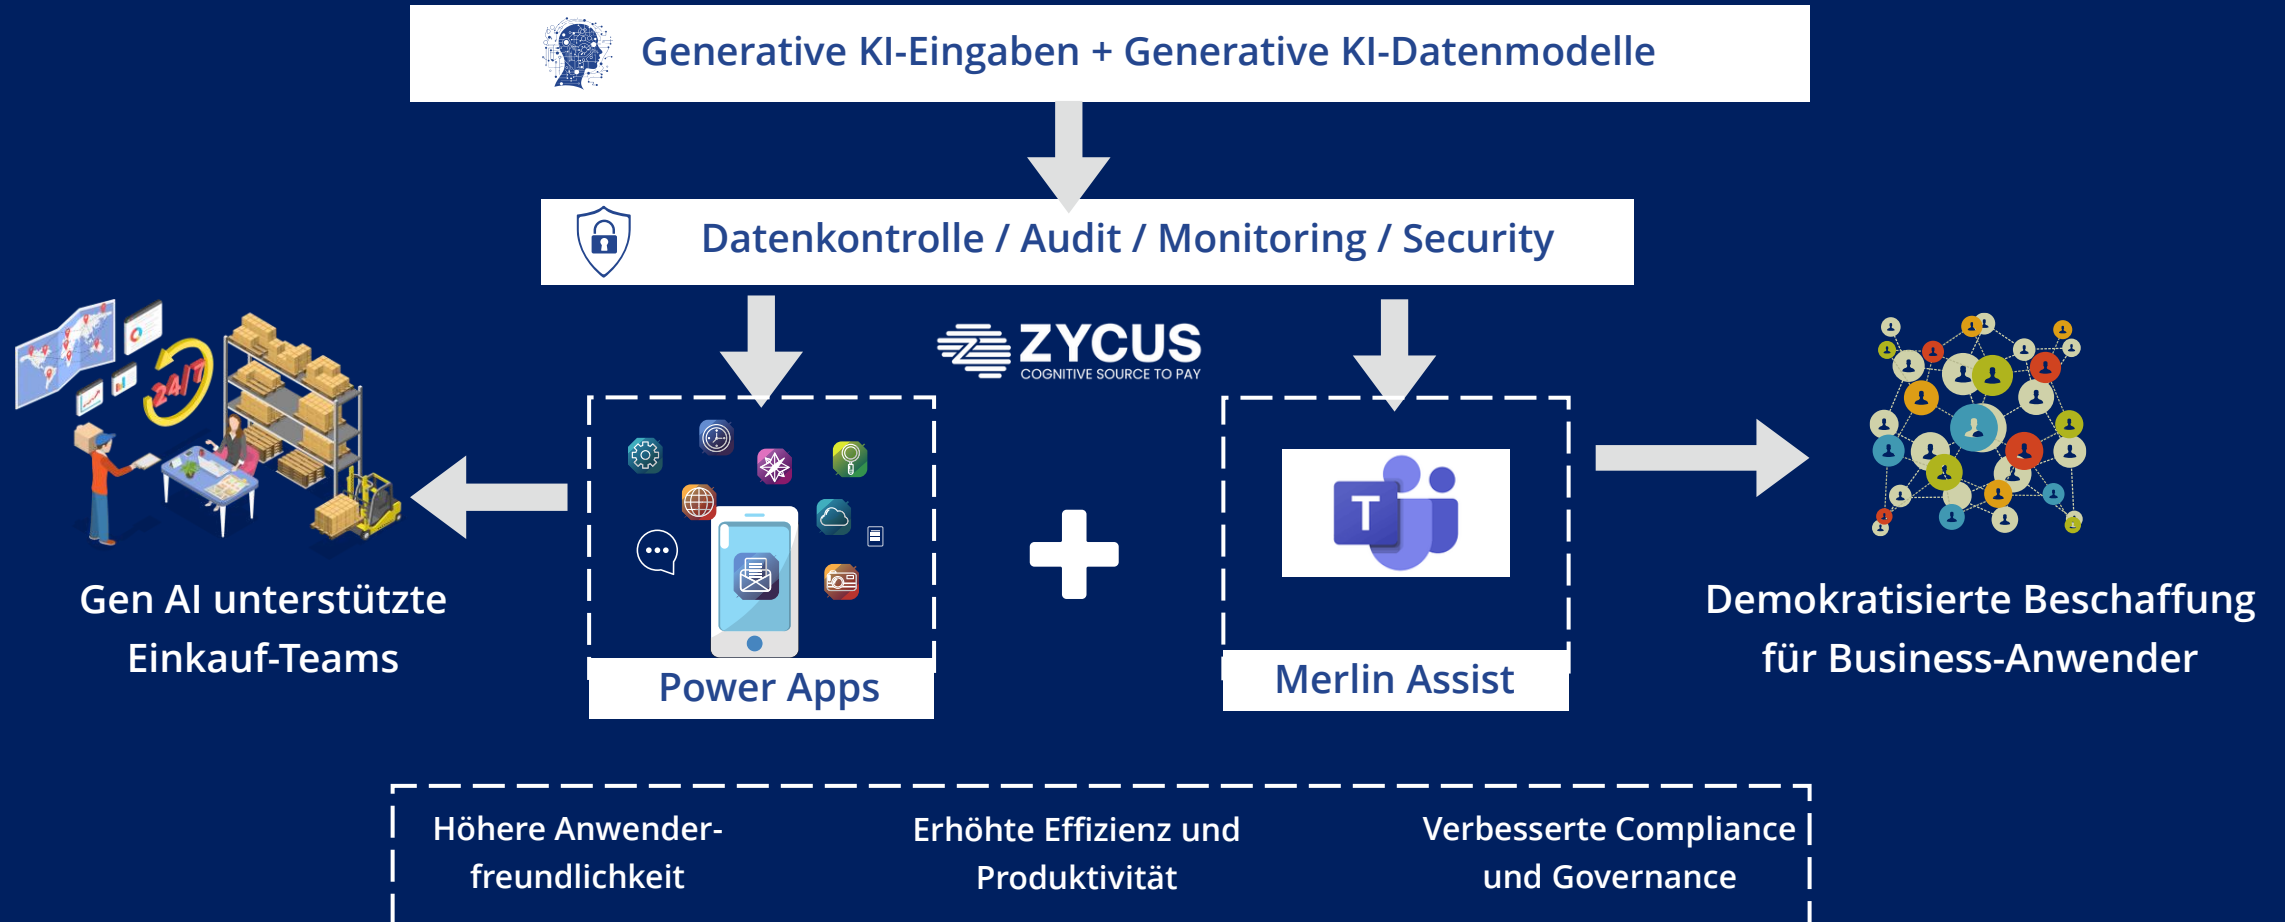 Generative KI-Eingaben + Generative KI-Datenmodelle
Datenkontrolle / Audit / Monitoring / Security
ZYCUS
COGNITIVE SOURCE TO PAY
24/7
T
Gen AI unterstützte
Einkauf-Teams
Power Apps
Merlin Assist
Demokratisierte Beschaffung
für Business-Anwender
Höhere Anwender-
freundlichkeit
Erhöhte Effizienz und
Produktivität
Verbesserte Compliance
und Governance